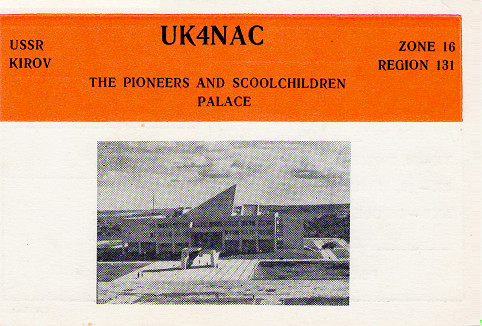 UK4NAC
USSR
KIROV
ZONE 16
REGION 131
THE PIONEERS AND SCOOLCHILDREN
PALACE